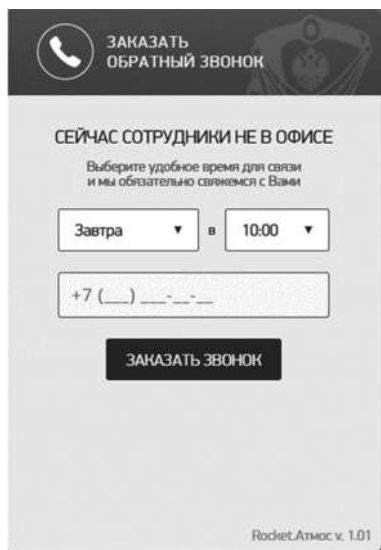 ЗАКАЗАТЬ
ОБРАТНЫЙ ЗВОНОК
СЕЙЧАС СОТРУДНИКИ НЕ В ОФИСЕ
Выберите удобное время для связи
и мы обязательно свяжемся с Вами
Завтра ▼ в 10:00 ▼
+7 (___) ___-__-__
ЗАКАЗАТЬ ЗВОНОК
Rocket.Атмос v. 1.01